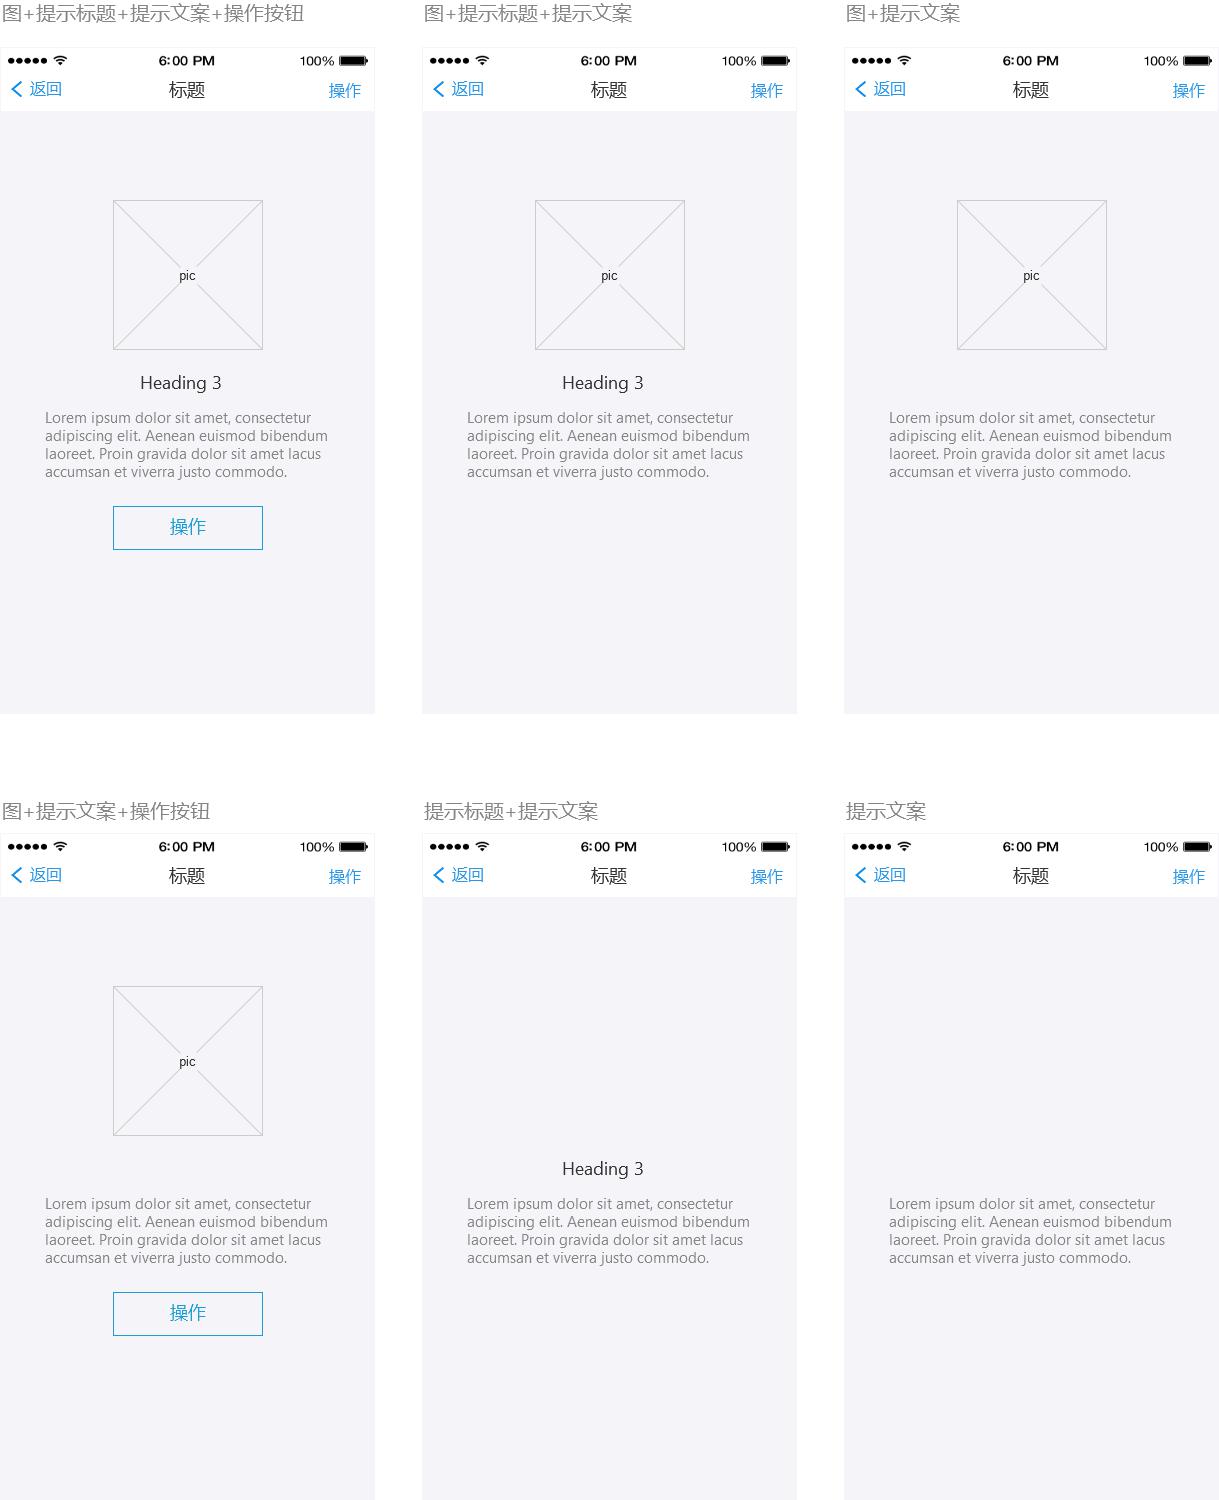 图+提示标题+提示文案+操作按钮
6:00 PM
100%
返回
标题
操作
pic
Heading 3
Lorem ipsum dolor sit amet, consectetur
adipiscing elit. Aenean euismod bibendum
laoreet. Proin gravida dolor sit amet lacus
accumsan et viverra justo commodo.
操作
图+提示标题+提示文案
6:00 PM
100%
返回
标题
操作
pic
Heading 3
Lorem ipsum dolor sit amet, consectetur
adipiscing elit. Aenean euismod bibendum
laoreet. Proin gravida dolor sit amet lacus
accumsan et viverra justo commodo.
图+提示文案
6:00 PM
100%
返回
标题
操作
pic
Lorem ipsum dolor sit amet, consectetur
adipiscing elit. Aenean euismod bibendum
laoreet. Proin gravida dolor sit amet lacus
accumsan et viverra justo commodo.
图+提示文案+操作按钮
6:00 PM
100%
返回
标题
操作
pic
Lorem ipsum dolor sit amet, consectetur
adipiscing elit. Aenean euismod bibendum
laoreet. Proin gravida dolor sit amet lacus
accumsan et viverra justo commodo.
操作
提示标题+提示文案
6:00 PM
100%
返回
标题
操作
Heading 3
Lorem ipsum dolor sit amet, consectetur
adipiscing elit. Aenean euismod bibendum
laoreet. Proin gravida dolor sit amet lacus
accumsan et viverra justo commodo.
提示文案
6:00 PM
100%
返回
标题
操作
Lorem ipsum dolor sit amet, consectetur
adipiscing elit. Aenean euismod bibendum
laoreet. Proin gravida dolor sit amet lacus
accumsan et viverra justo commodo.